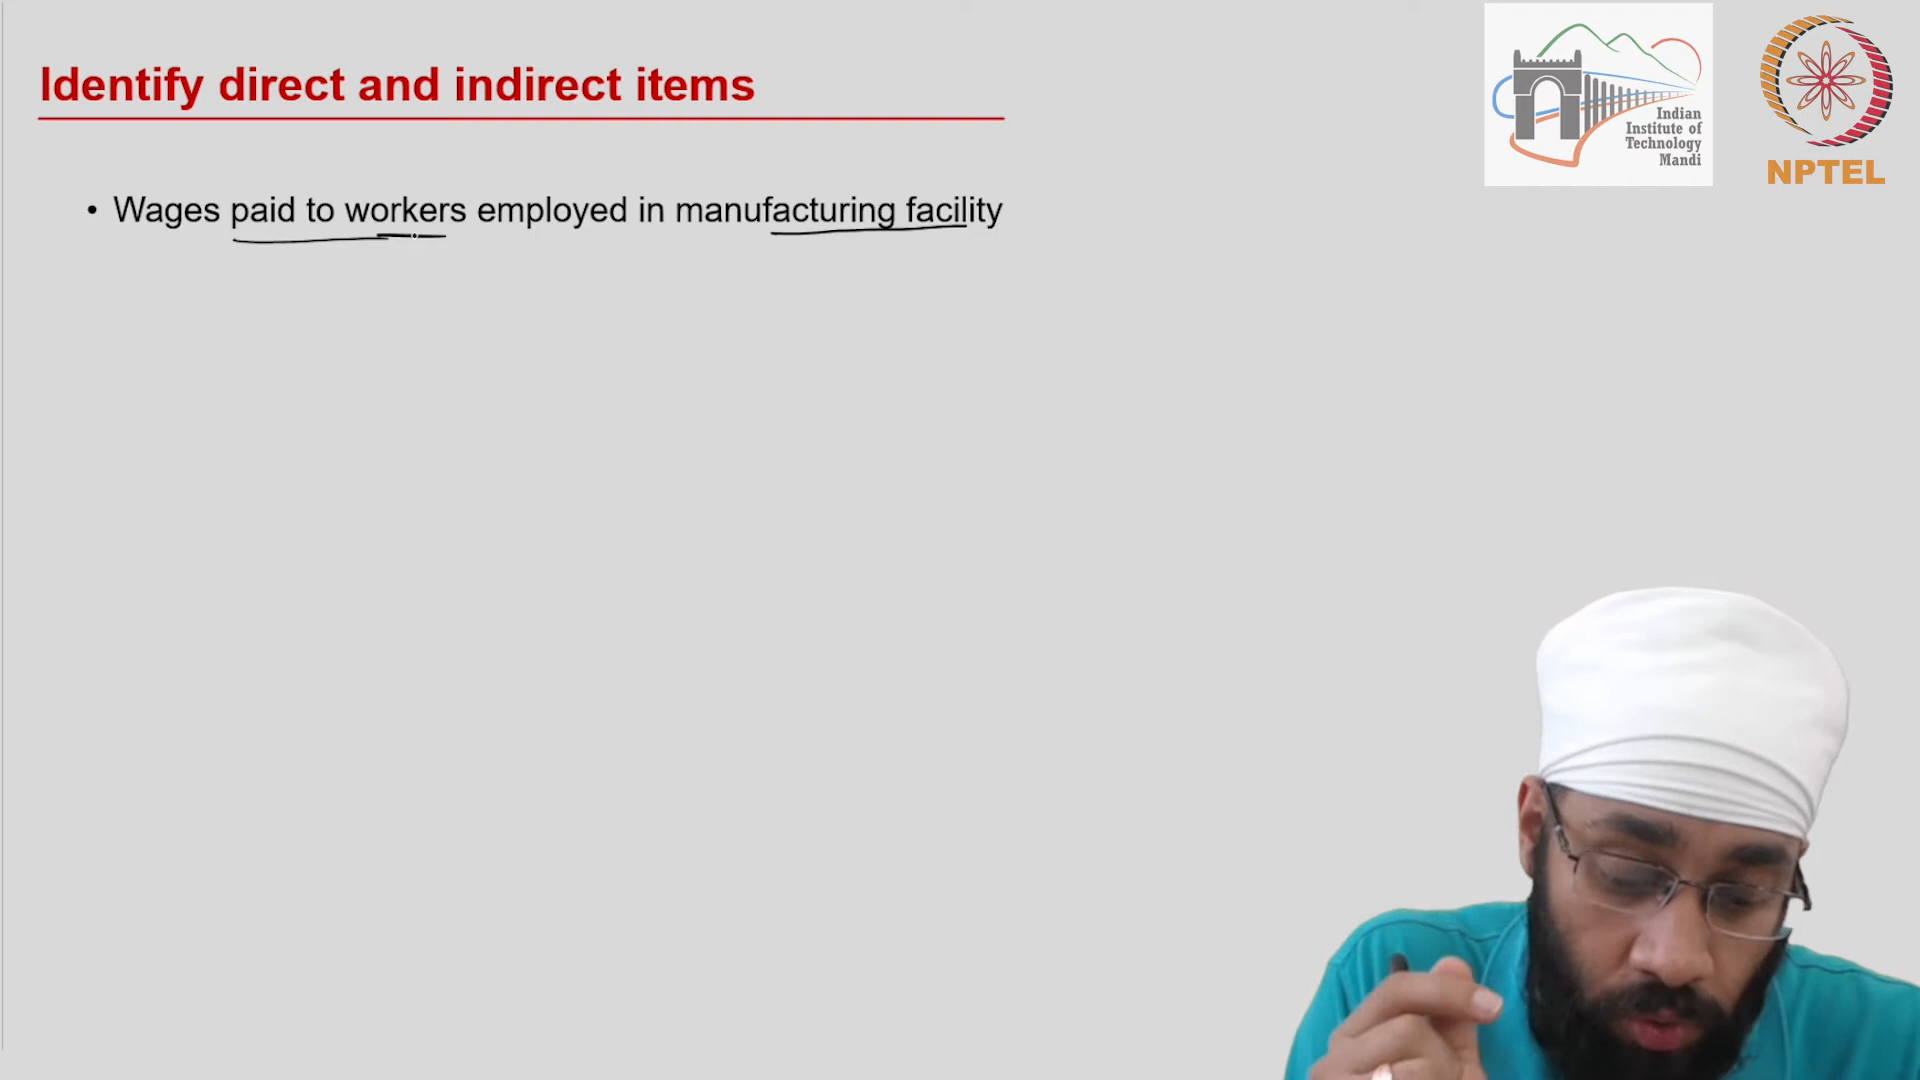 Identify direct and indirect items
• Wages paid to workers employed in manufacturing facility
Indian
Institute of
Technology
Mandi
NPTEL